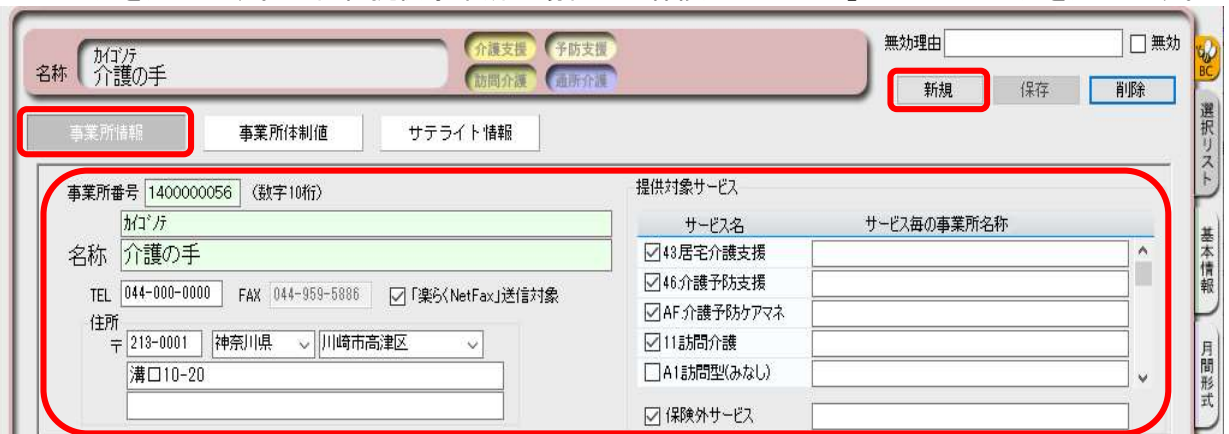 カイゴノテ
名称 介護の手
介護支援 予防支援
訪問介護 通所介護
無効理由 無効
新規 保存 削除
事業所情報 事業所体制値 サテライト情報
事業所番号 1400000056 (数字10桁)
カイゴノテ
名称 介護の手
TEL 044-000-0000 FAX 044-959-5886 「楽らくNetFax」送信対象
住所
〒 213-0001 神奈川県 川崎市高津区
溝口10-20
提供対象サービス
サービス名 サービス毎の事業所名称
43居宅介護支援
46介護予防支援
AF介護予防ケアマネ
11訪問介護
A1訪問型(みなし)
保険外サービス
BC
選択リスト
基本情報
月間形式